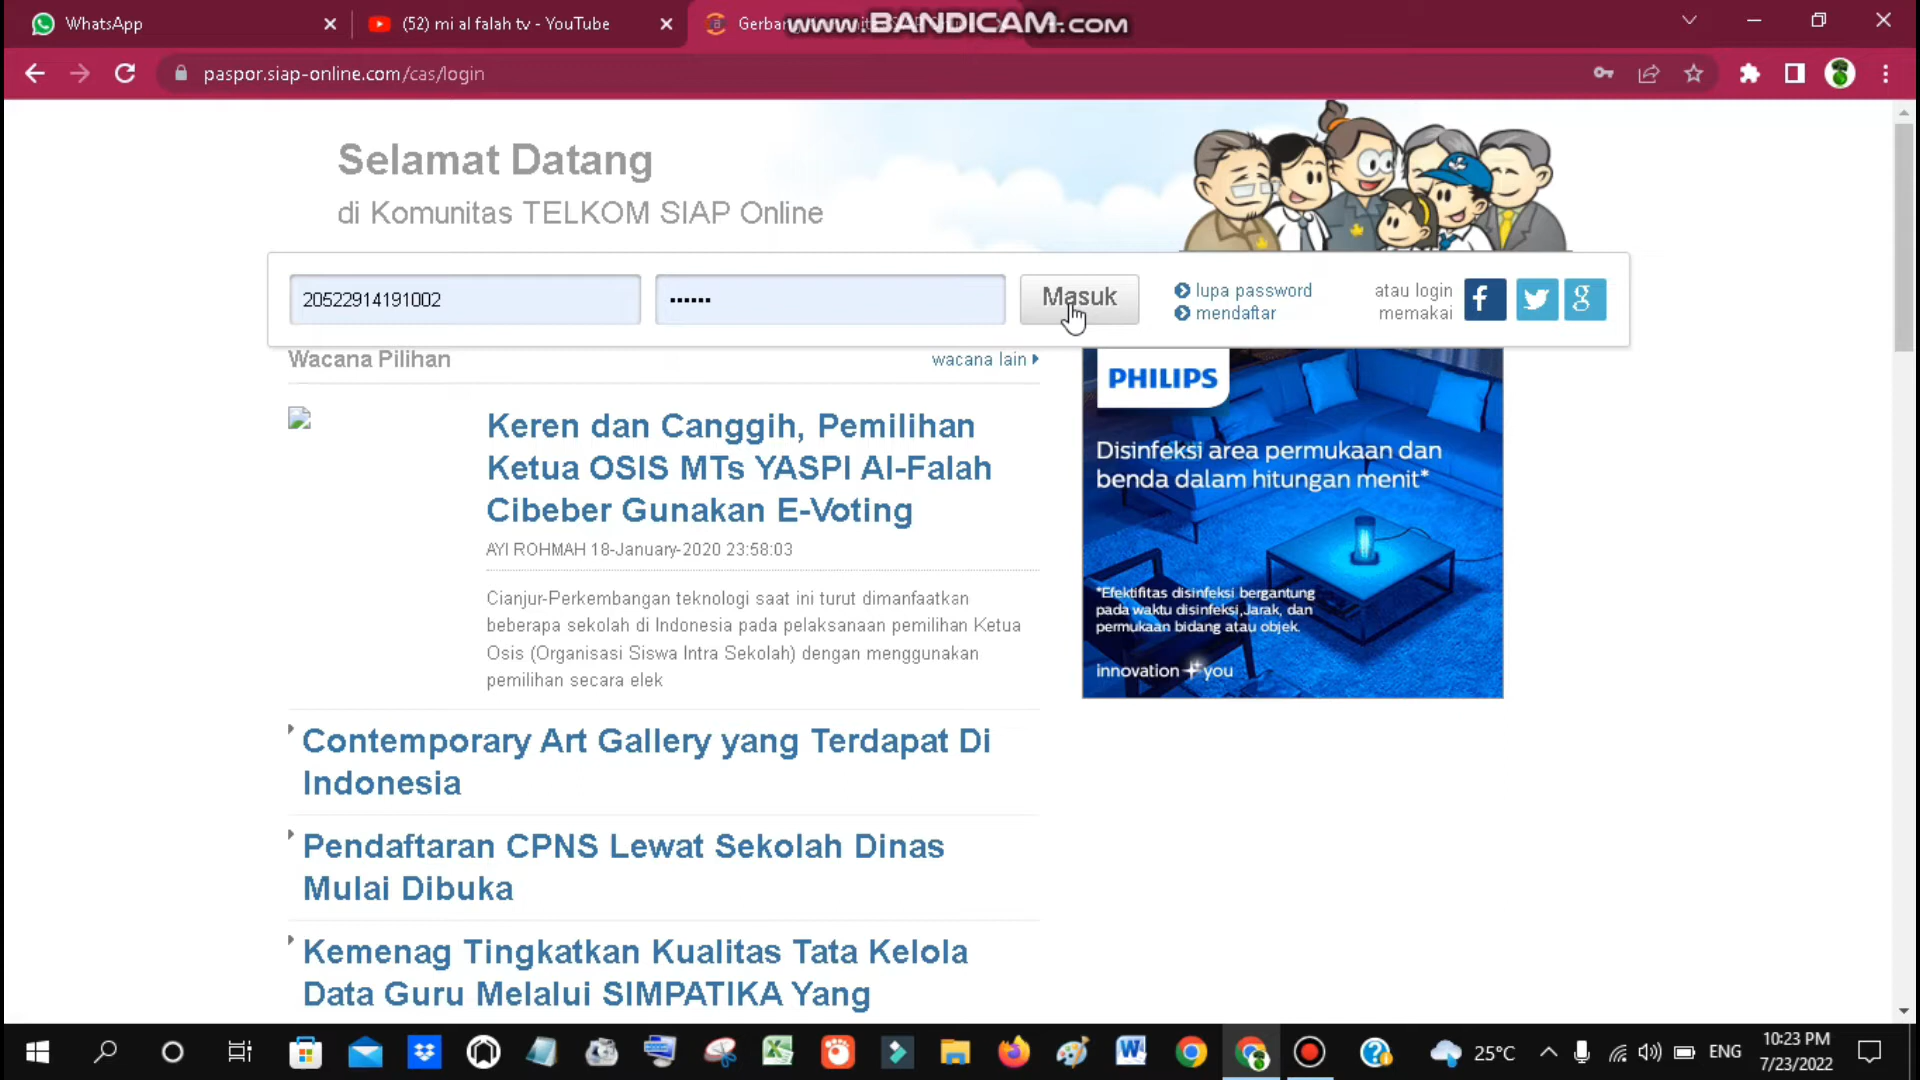 WhatsApp
(52) mi al falah tv - YouTube
Gerbang
www.BANDICAM.com
paspor.siap-online.com/cas/login
Selamat Datang
di Komunitas TELKOM SIAP Online
20522914191002
••••••
Masuk
lupa password
mendaftar
atau login
memakai
Wacana Pilihan
wacana lain
Keren dan Canggih, Pemilihan
Ketua OSIS MTs YASPI Al-Falah
Cibeber Gunakan E-Voting
AYI ROHMAH 18-January-2020 23:58:03
Cianjur-Perkembangan teknologi saat ini turut dimanfaatkan
beberapa sekolah di Indonesia pada pelaksanaan pemilihan Ketua
Osis (Organisasi Siswa Intra Sekolah) dengan menggunakan
pemilihan secara elek
PHILIPS
Disinfeksi area permukaan dan
benda dalam hitungan menit*
*Efektifitas disinfeksi bergantung
pada waktu disinfeksi,Jarak, dan
permukaan bidang atau objek.
innovation you
Contemporary Art Gallery yang Terdapat Di
Indonesia
Pendaftaran CPNS Lewat Sekolah Dinas
Mulai Dibuka
Kemenag Tingkatkan Kualitas Tata Kelola
Data Guru Melalui SIMPATIKA Yang
25°C
ENG
10:23 PM
7/23/2022